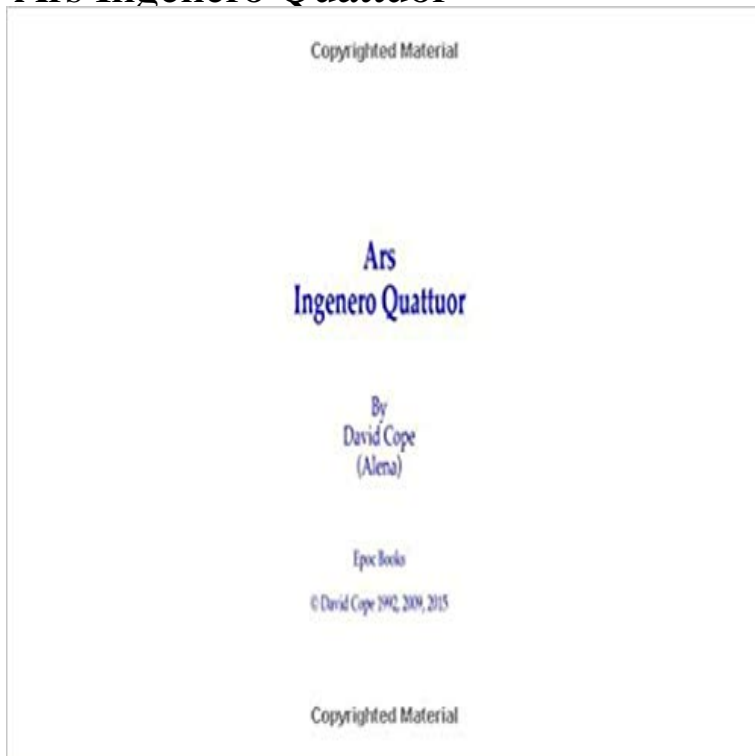 Ars Ingenero Quattuor
Copyrighted Material
Ars
Ingenero Quattuor
By
David Cope
(Alena)
Epoc Books
© David Cope 1992, 2009, 2015
Copyrighted Material